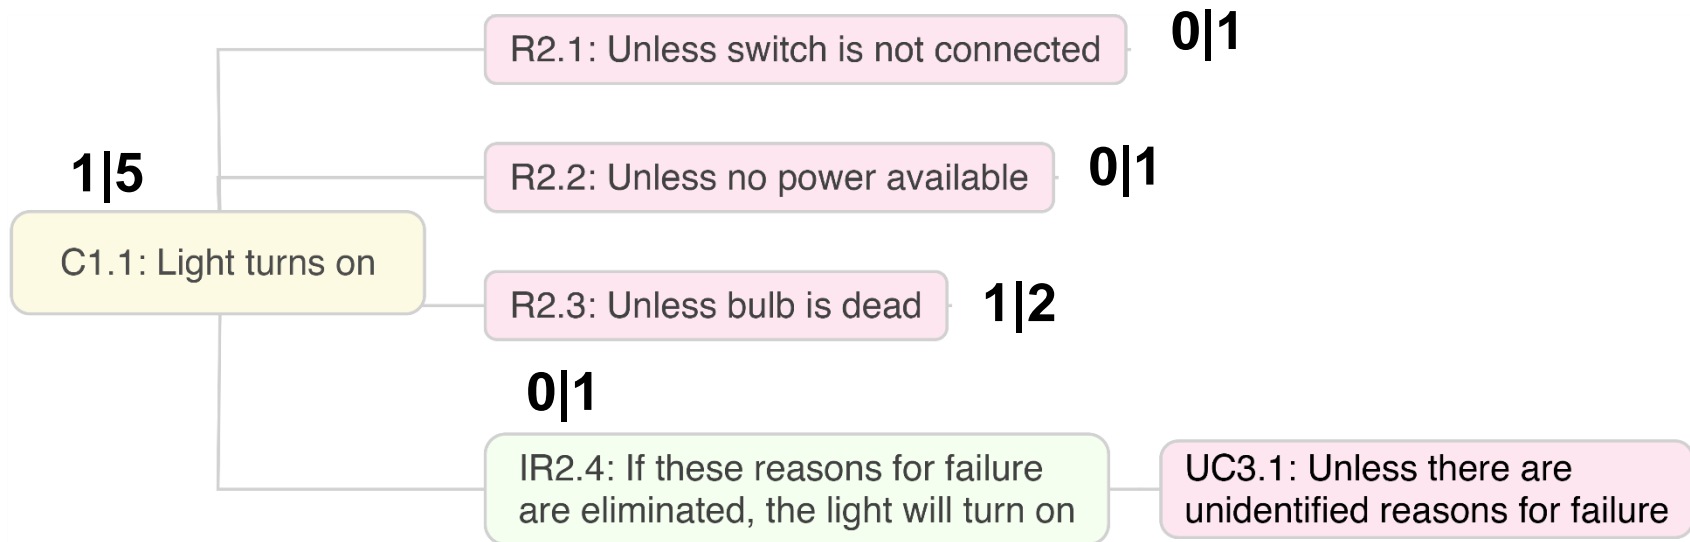 R2.1: Unless switch is not connected
0|1
1|5
R2.2: Unless no power available
0|1
C1.1: Light turns on
R2.3: Unless bulb is dead
1|2
0|1
IR2.4: If these reasons for failure
are eliminated, the light will turn on
UC3.1: Unless there are
unidentified reasons for failure